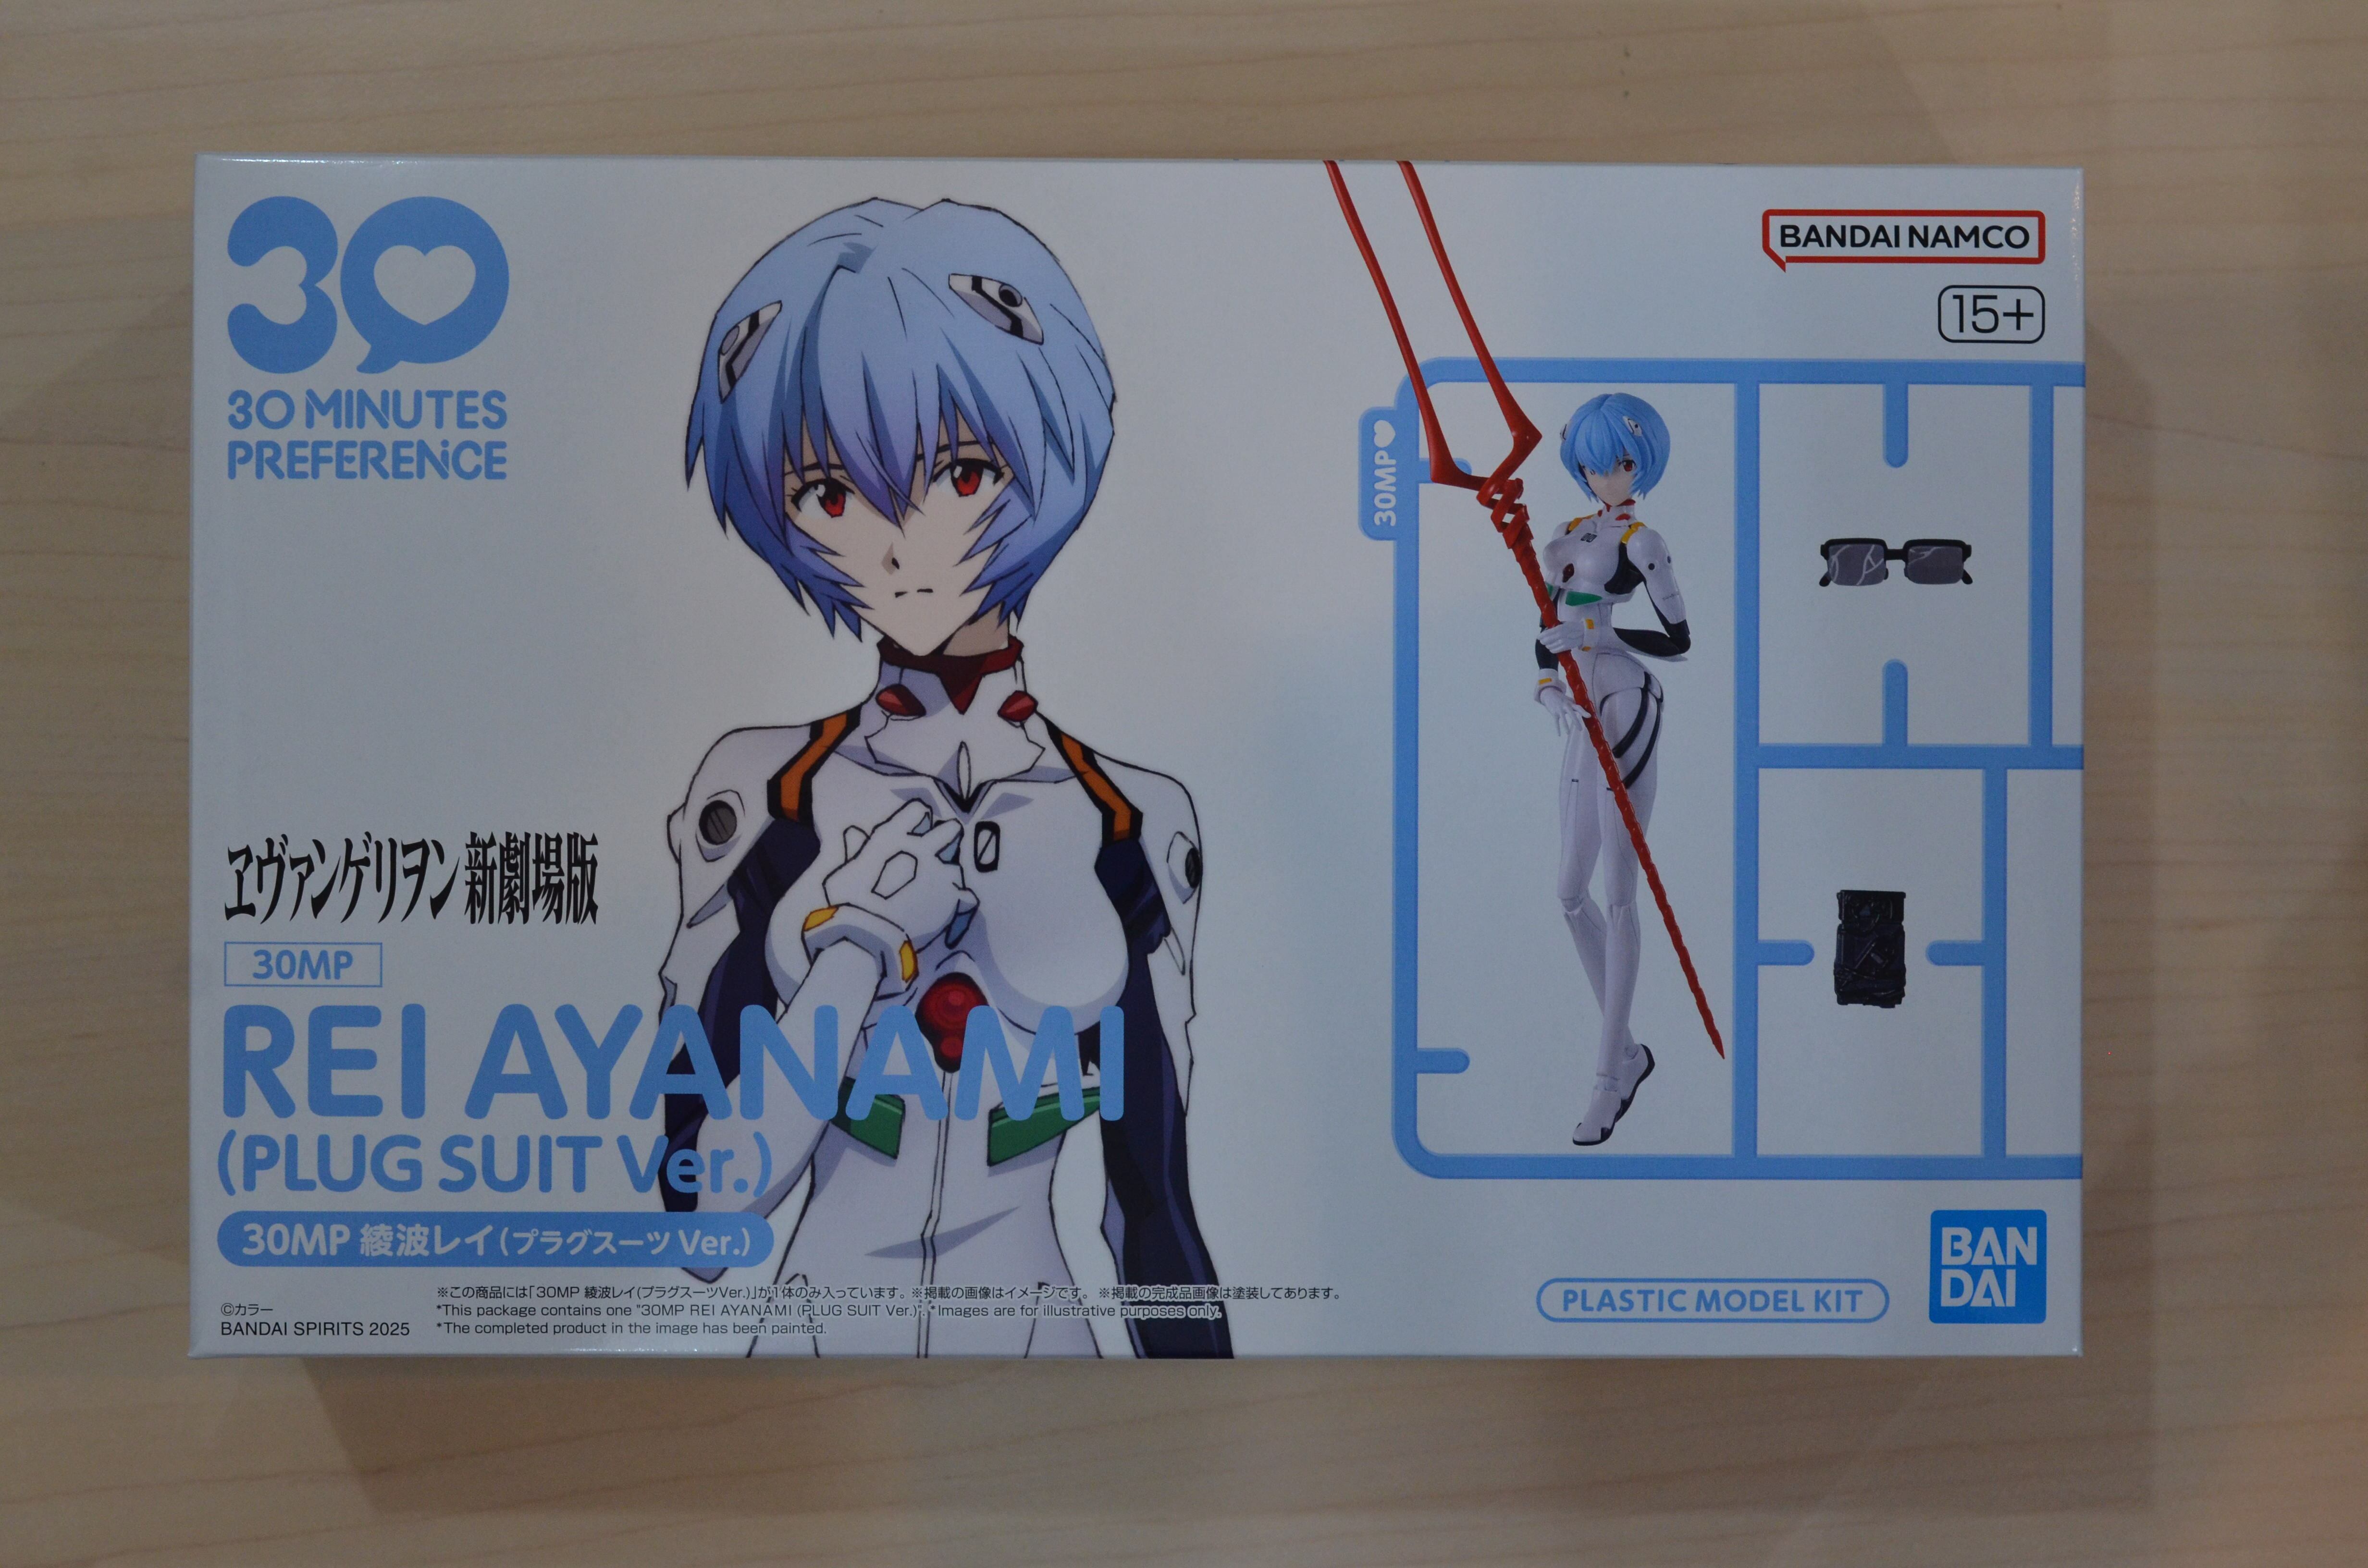 30
30 MINUTES
PREFERENCE
BANDAI NAMCO
15+
30MP
00
ヱヴァンゲリヲン新劇場版
30MP
REI AYANAMI
(PLUG SUIT Ver.)
30MP 綾波レイ(プラグスーツ Ver.)
©カラー
BANDAI SPIRITS 2025
※この商品には「30MP 綾波レイ(プラグスーツVer.)」が1体のみ入っています。※掲載の画像はイメージです。 ※掲載の完成品画像は塗装してあります。
*This package contains one "30MP REI AYANAMI (PLUG SUIT Ver.)". *Images are for illustrative purposes only.
*The completed product in the image has been painted.
PLASTIC MODEL KIT
BAN
DAI